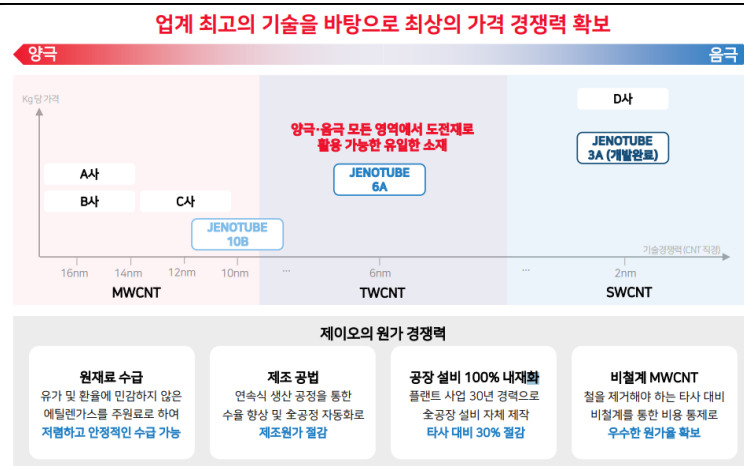 업계 최고의 기술을 바탕으로 최상의 가격 경쟁력 확보
양극
음극
Kg당 가격
D사
양극·음극 모든 영역에서 도전재로
활용 가능한 유일한 소재
JENOTUBE
3A (개발완료)
A사
JENOTUBE
6A
B사
C사
JENOTUBE
10B
기술경쟁력(CNT 직경)
16nm
14nm
12nm
10nm
...
6nm
...
2nm
MWCNT
TWCNT
SWCNT
제이오의 원가 경쟁력
원재료 수급
유가 및 환율에 민감하지 않은
에틸렌가스를 주원료로 하여
저렴하고 안정적인 수급 가능
제조 공법
연속식 생산 공정을 통한
수율 향상 및 全공정 자동화로
제조원가 절감
공장 설비 100% 내재화
플랜트 사업 30년 경력으로
全공장 설비 자체 제작
타사 대비 30% 절감
비철계 MWCNT
철을 제거해야 하는 타사 대비
비철계를 통한 비용 통제로
우수한 원가율 확보